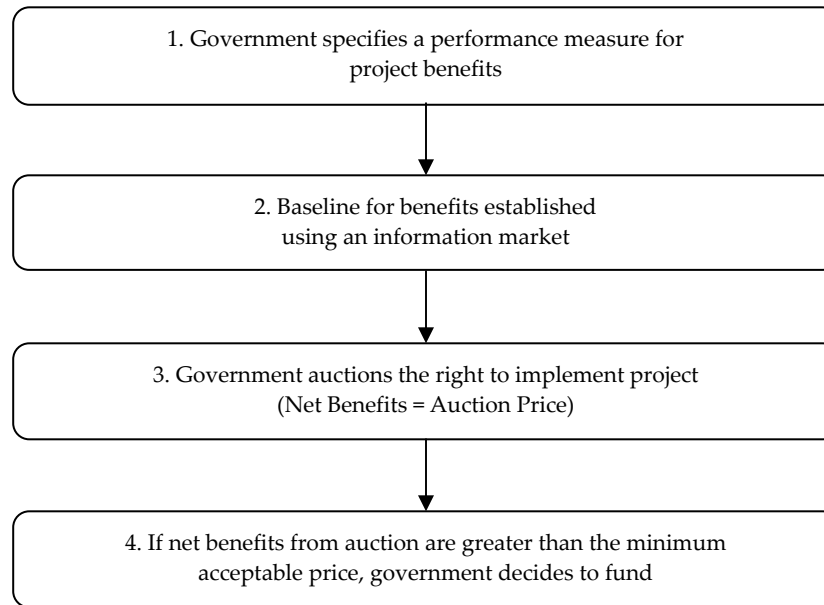 1. Government specifies a performance measure for
project benefits
2. Baseline for benefits established
using an information market
3. Government auctions the right to implement project
(Net Benefits = Auction Price)
4. If net benefits from auction are greater than the minimum
acceptable price, government decides to fund